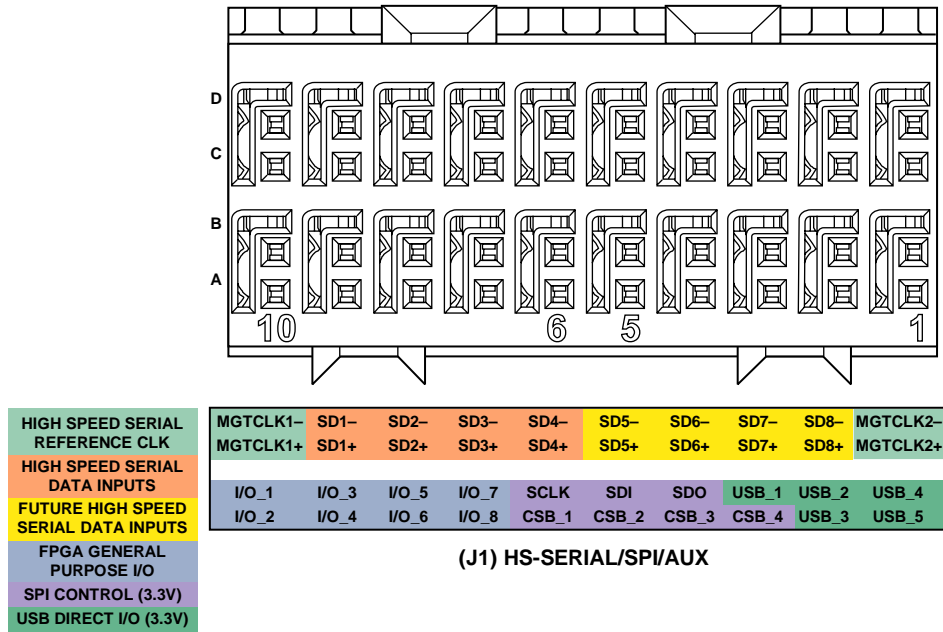 D
C
B
A
10 6 5 1
MGTCLK1– SD1– SD2– SD3– SD4– SD5– SD6– SD7– SD8– MGTCLK2–
MGTCLK1+ SD1+ SD2+ SD3+ SD4+ SD5+ SD6+ SD7+ SD8+ MGTCLK2+
I/O_1 I/O_3 I/O_5 I/O_7 SCLK SDI SDO USB_1 USB_2 USB_4
I/O_2 I/O_4 I/O_6 I/O_8 CSB_1 CSB_2 CSB_3 CSB_4 USB_3 USB_5
(J1) HS-SERIAL/SPI/AUX
HIGH SPEED SERIAL
REFERENCE CLK
HIGH SPEED SERIAL
DATA INPUTS
FUTURE HIGH SPEED
SERIAL DATA INPUTS
FPGA GENERAL
PURPOSE I/O
SPI CONTROL (3.3V)
USB DIRECT I/O (3.3V)